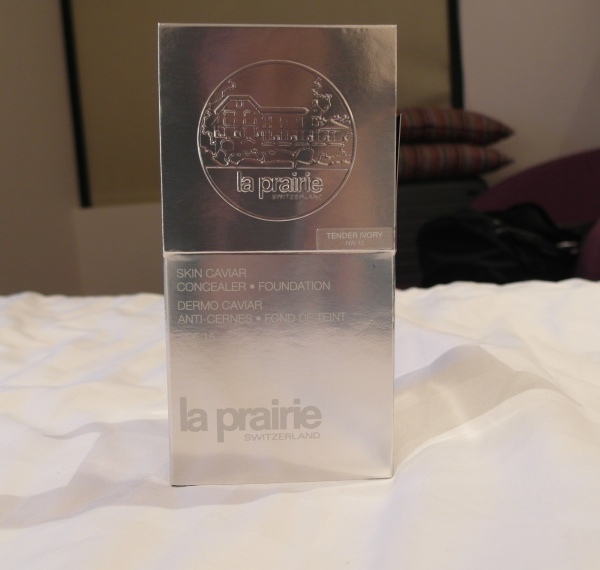 la prairie
SWITZERLAND
TENDER IVORY
SKIN CAVIAR
CONCEALER • FOUNDATION
DERMO CAVIAR
ANTI-CERNES • FOND DE TEINT
la prairie
SWITZERLAND